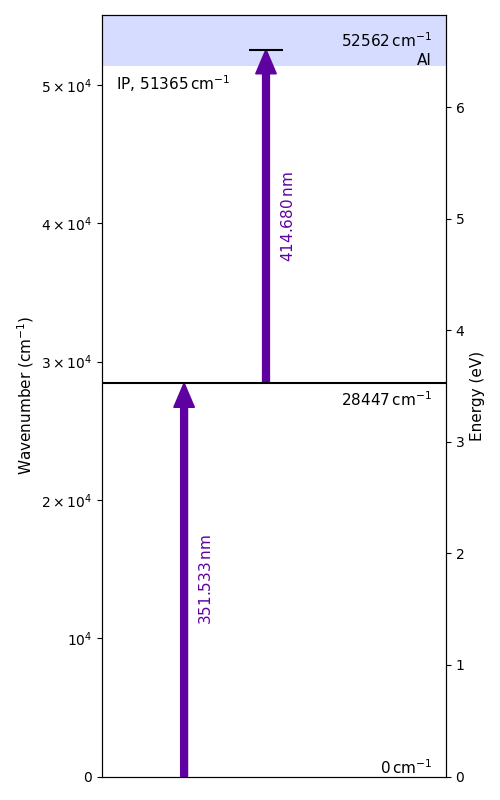 52562 cm⁻¹
AI
IP, 51365 cm⁻¹
5 × 10⁴
6
414.680 nm
5
4 × 10⁴
4
3 × 10⁴
28447 cm⁻¹
Wavenumber (cm⁻¹)
Energy (eV)
3
2 × 10⁴
2
351.533 nm
10⁴
1
0 cm⁻¹
0
0